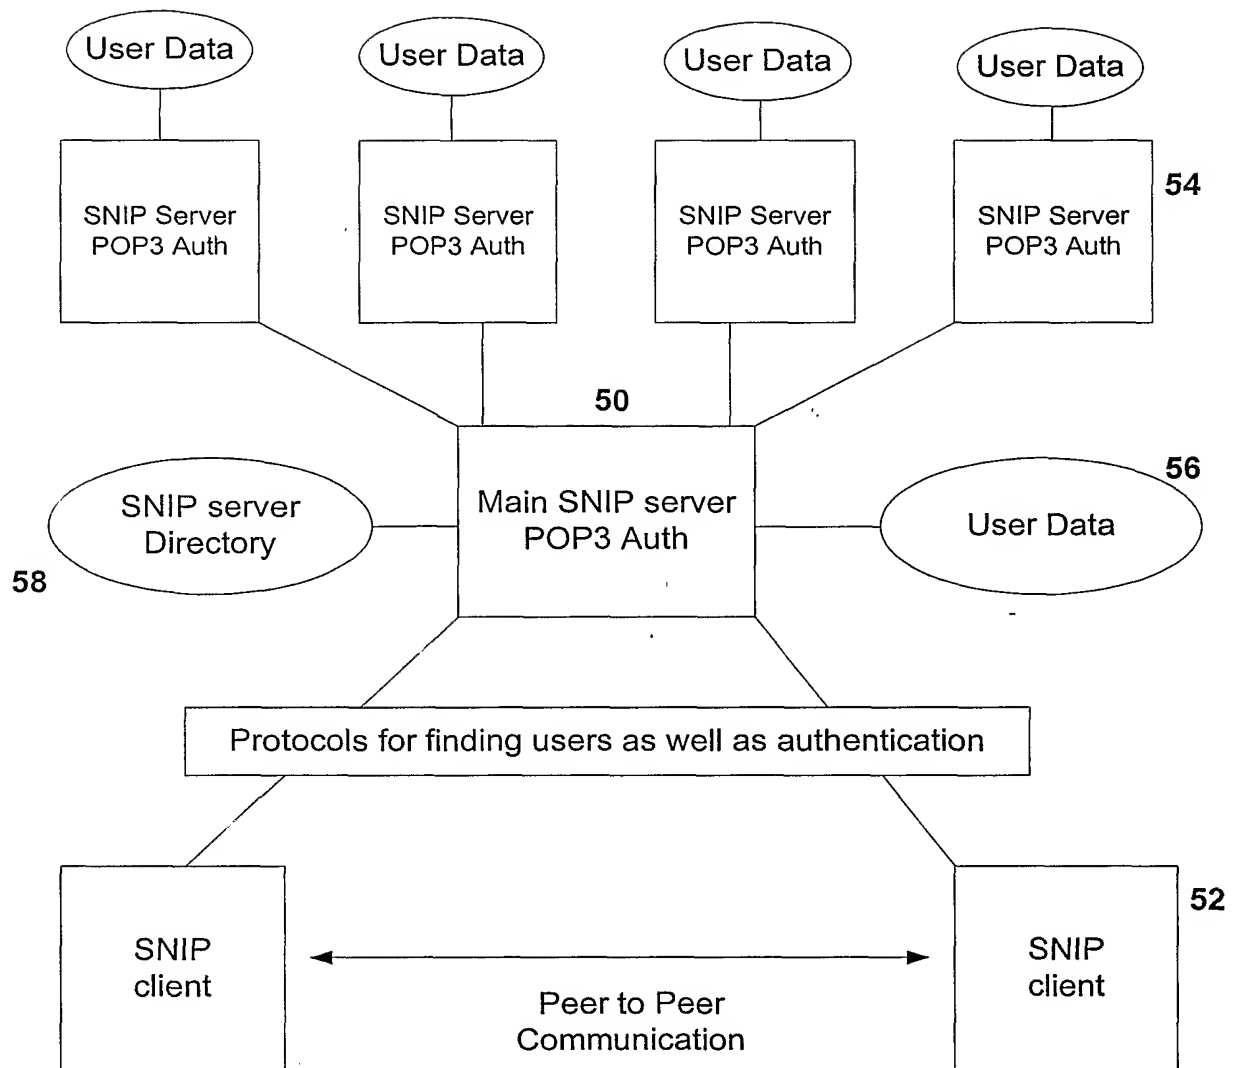 User Data
User Data
User Data
User Data
SNIP Server
POP3 Auth
SNIP Server
POP3 Auth
SNIP Server
POP3 Auth
SNIP Server
POP3 Auth
54
50
SNIP server
Directory
58
Main SNIP server
POP3 Auth
56
User Data
Protocols for finding users as well as authentication
SNIP
client
Peer to Peer
Communication
SNIP
client
52